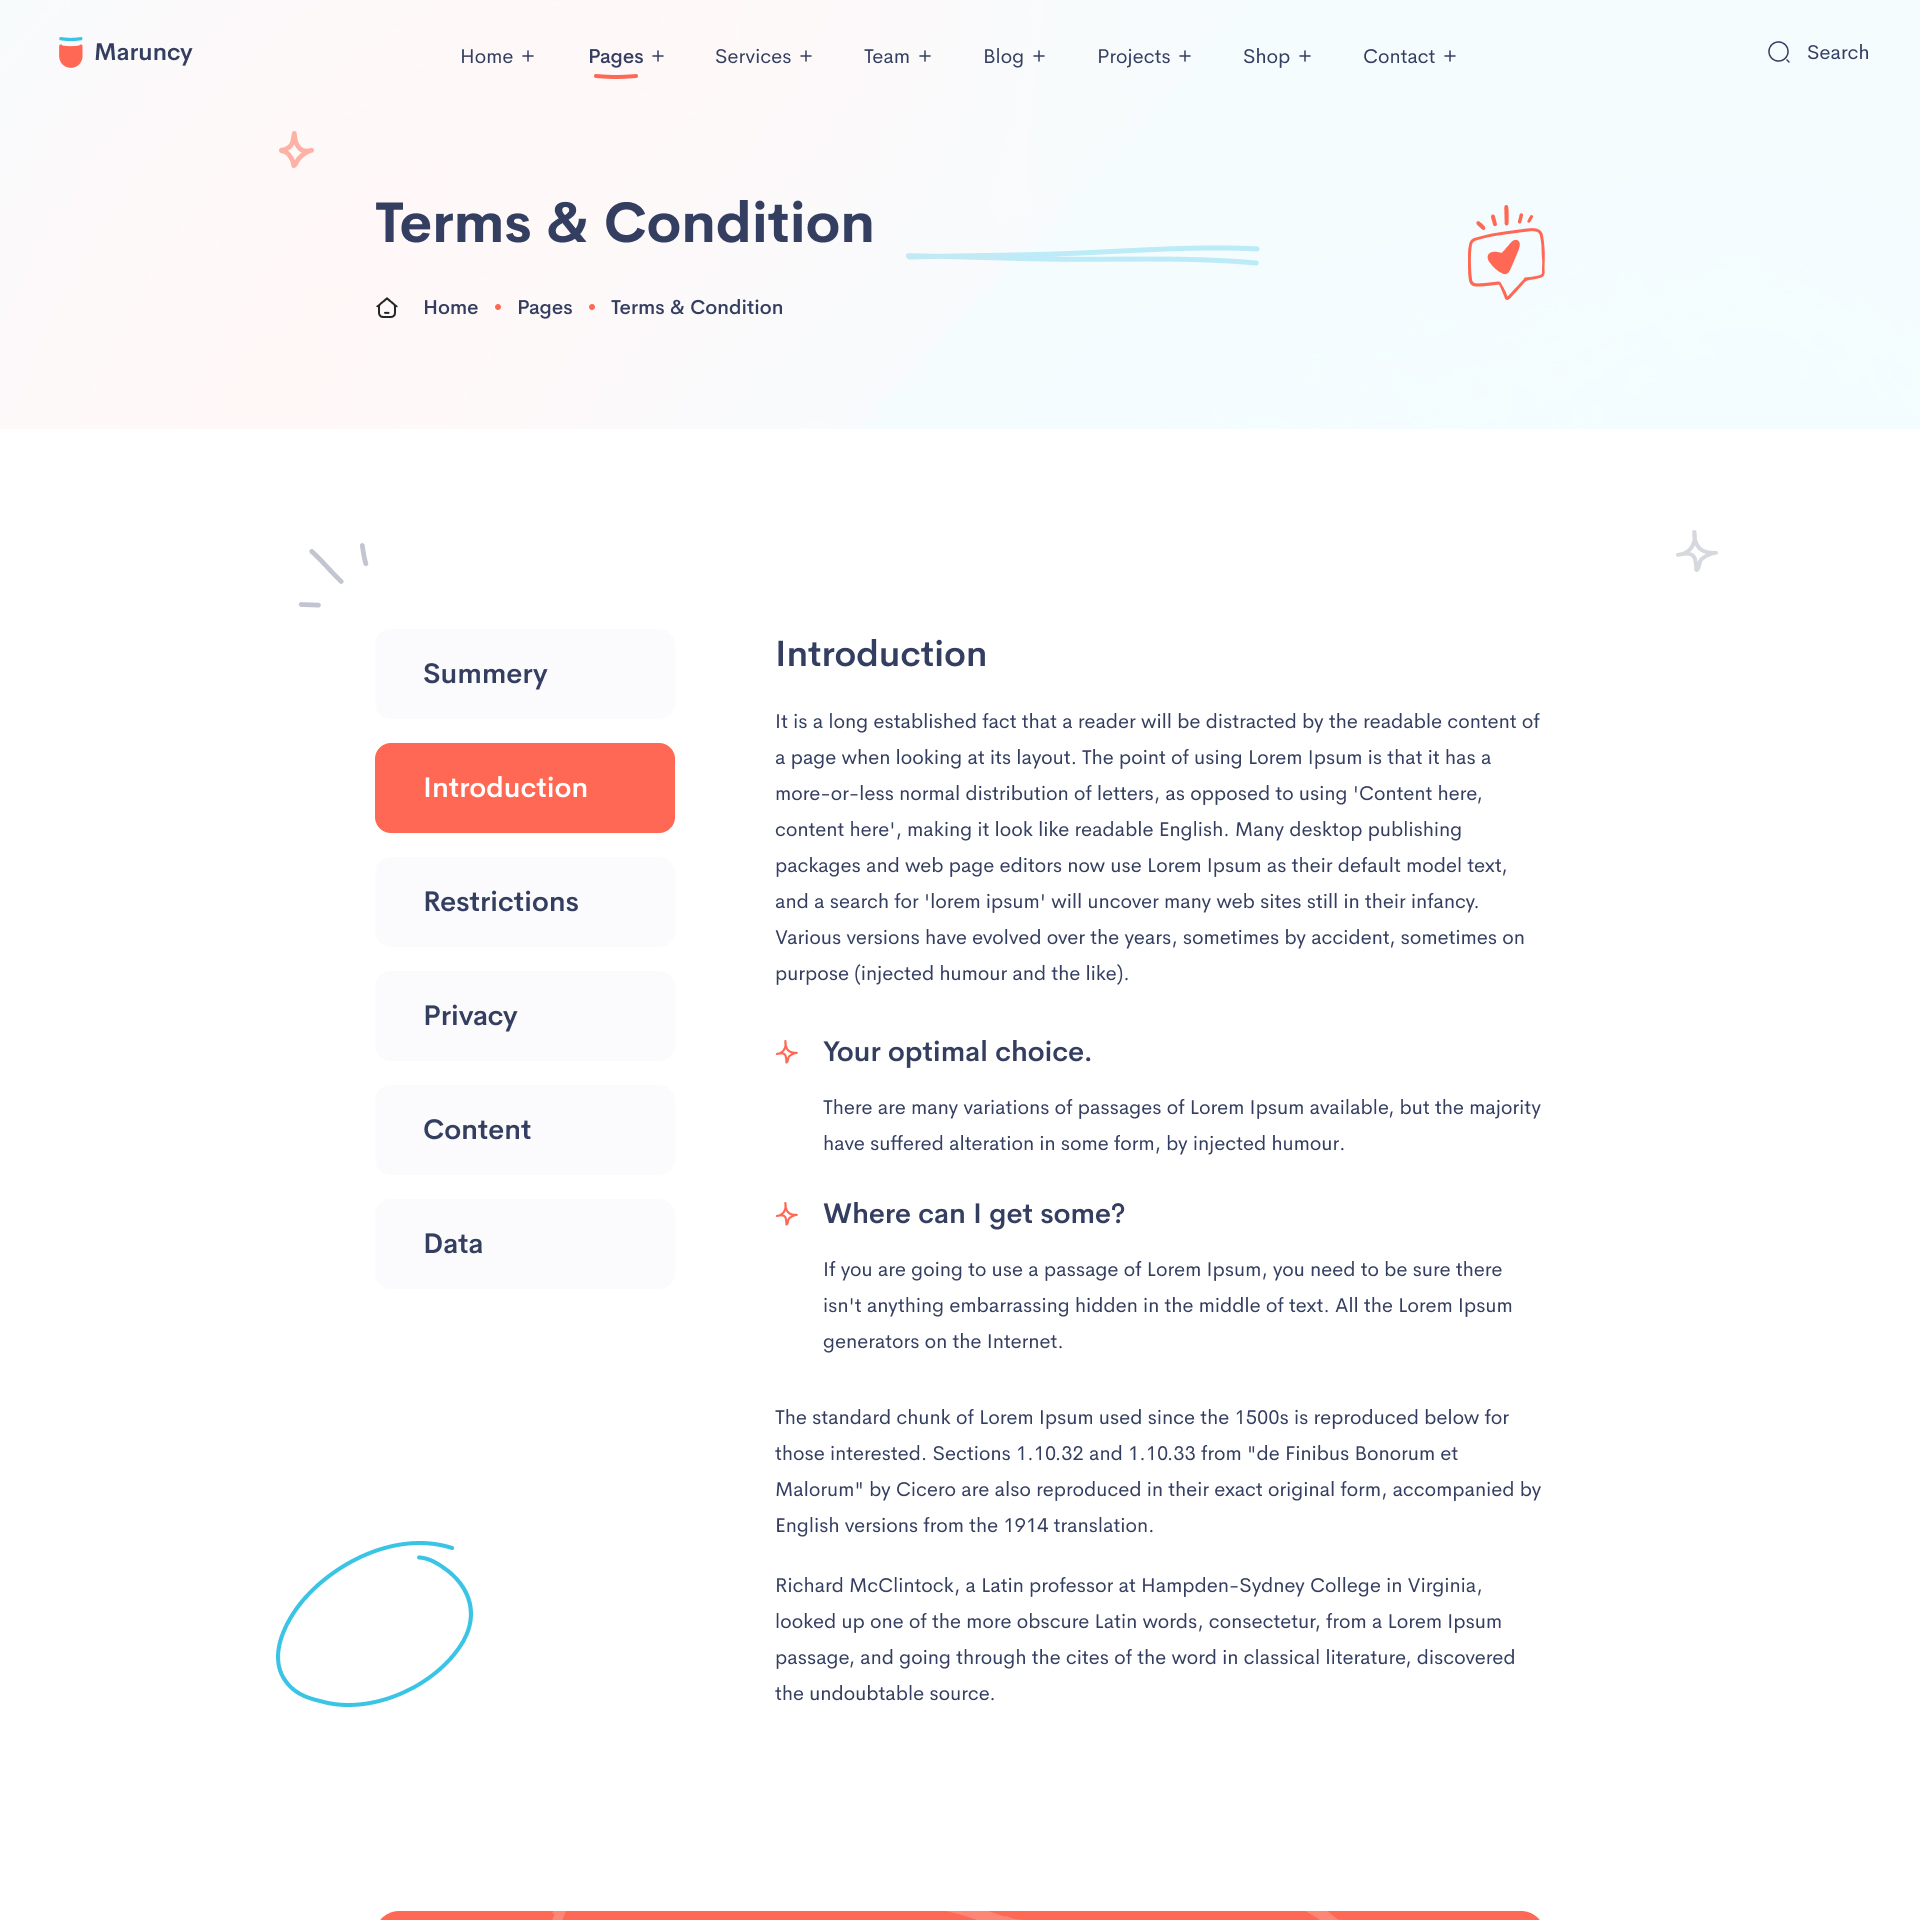 Maruncy
Home +
Pages +
Services +
Team +
Blog +
Projects +
Shop +
Contact +
Search
Terms & Condition
Home • Pages • Terms & Condition
Summery
Introduction
Restrictions
Privacy
Content
Data
Introduction
It is a long established fact that a reader will be distracted by the readable content of
a page when looking at its layout. The point of using Lorem Ipsum is that it has a
more-or-less normal distribution of letters, as opposed to using 'Content here,
content here', making it look like readable English. Many desktop publishing
packages and web page editors now use Lorem Ipsum as their default model text,
and a search for 'lorem ipsum' will uncover many web sites still in their infancy.
Various versions have evolved over the years, sometimes by accident, sometimes on
purpose (injected humour and the like).
Your optimal choice.
There are many variations of passages of Lorem Ipsum available, but the majority
have suffered alteration in some form, by injected humour.
Where can I get some?
If you are going to use a passage of Lorem Ipsum, you need to be sure there
isn't anything embarrassing hidden in the middle of text. All the Lorem Ipsum
generators on the Internet.
The standard chunk of Lorem Ipsum used since the 1500s is reproduced below for
those interested. Sections 1.10.32 and 1.10.33 from "de Finibus Bonorum et
Malorum" by Cicero are also reproduced in their exact original form, accompanied by
English versions from the 1914 translation.
Richard McClintock, a Latin professor at Hampden-Sydney College in Virginia,
looked up one of the more obscure Latin words, consectetur, from a Lorem Ipsum
passage, and going through the cites of the word in classical literature, discovered
the undoubtable source.